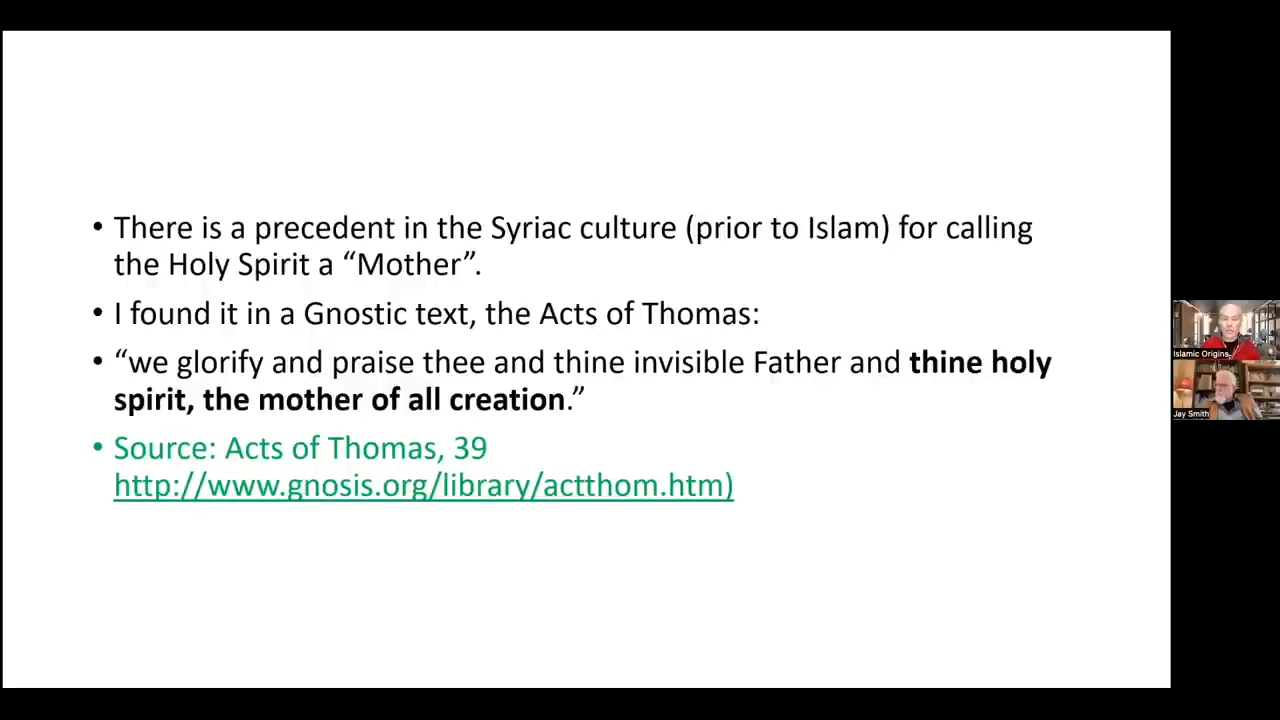 • There is a precedent in the Syriac culture (prior to Islam) for calling
the Holy Spirit a “Mother”.
• I found it in a Gnostic text, the Acts of Thomas:
• “we glorify and praise thee and thine invisible Father and thine holy
spirit, the mother of all creation.”
• Source: Acts of Thomas, 39
http://www.gnosis.org/library/actthom.htm)
Islamic Origins
Jay Smith